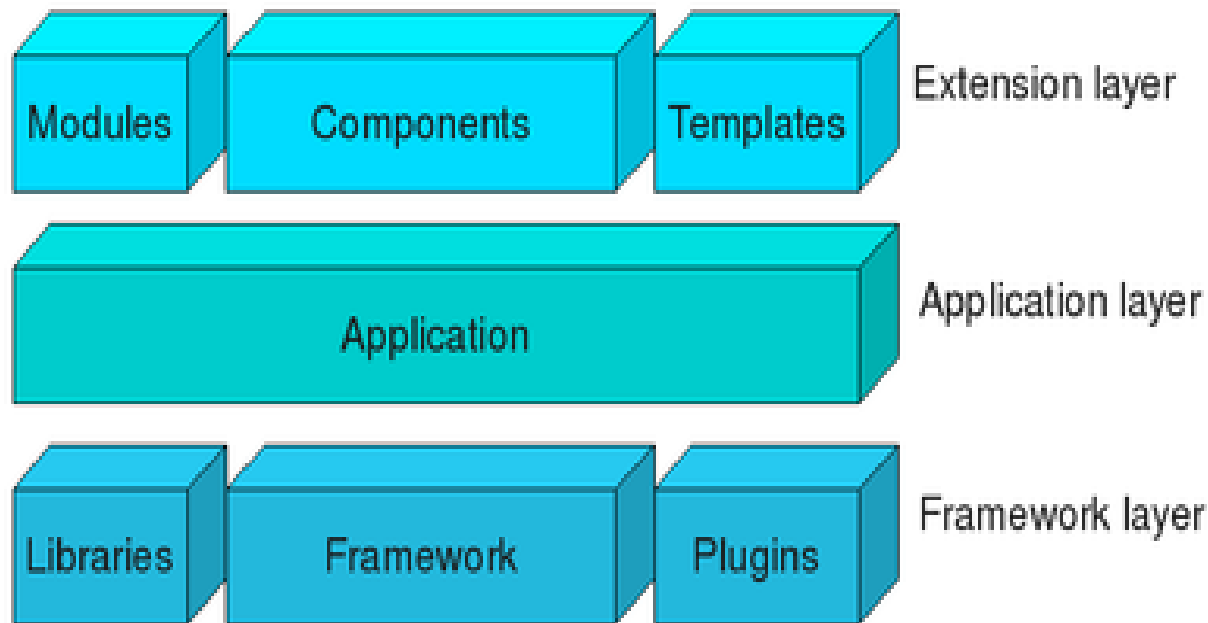 Modules
Components
Templates
Extension layer
Application
Application layer
Libraries
Framework
Plugins
Framework layer